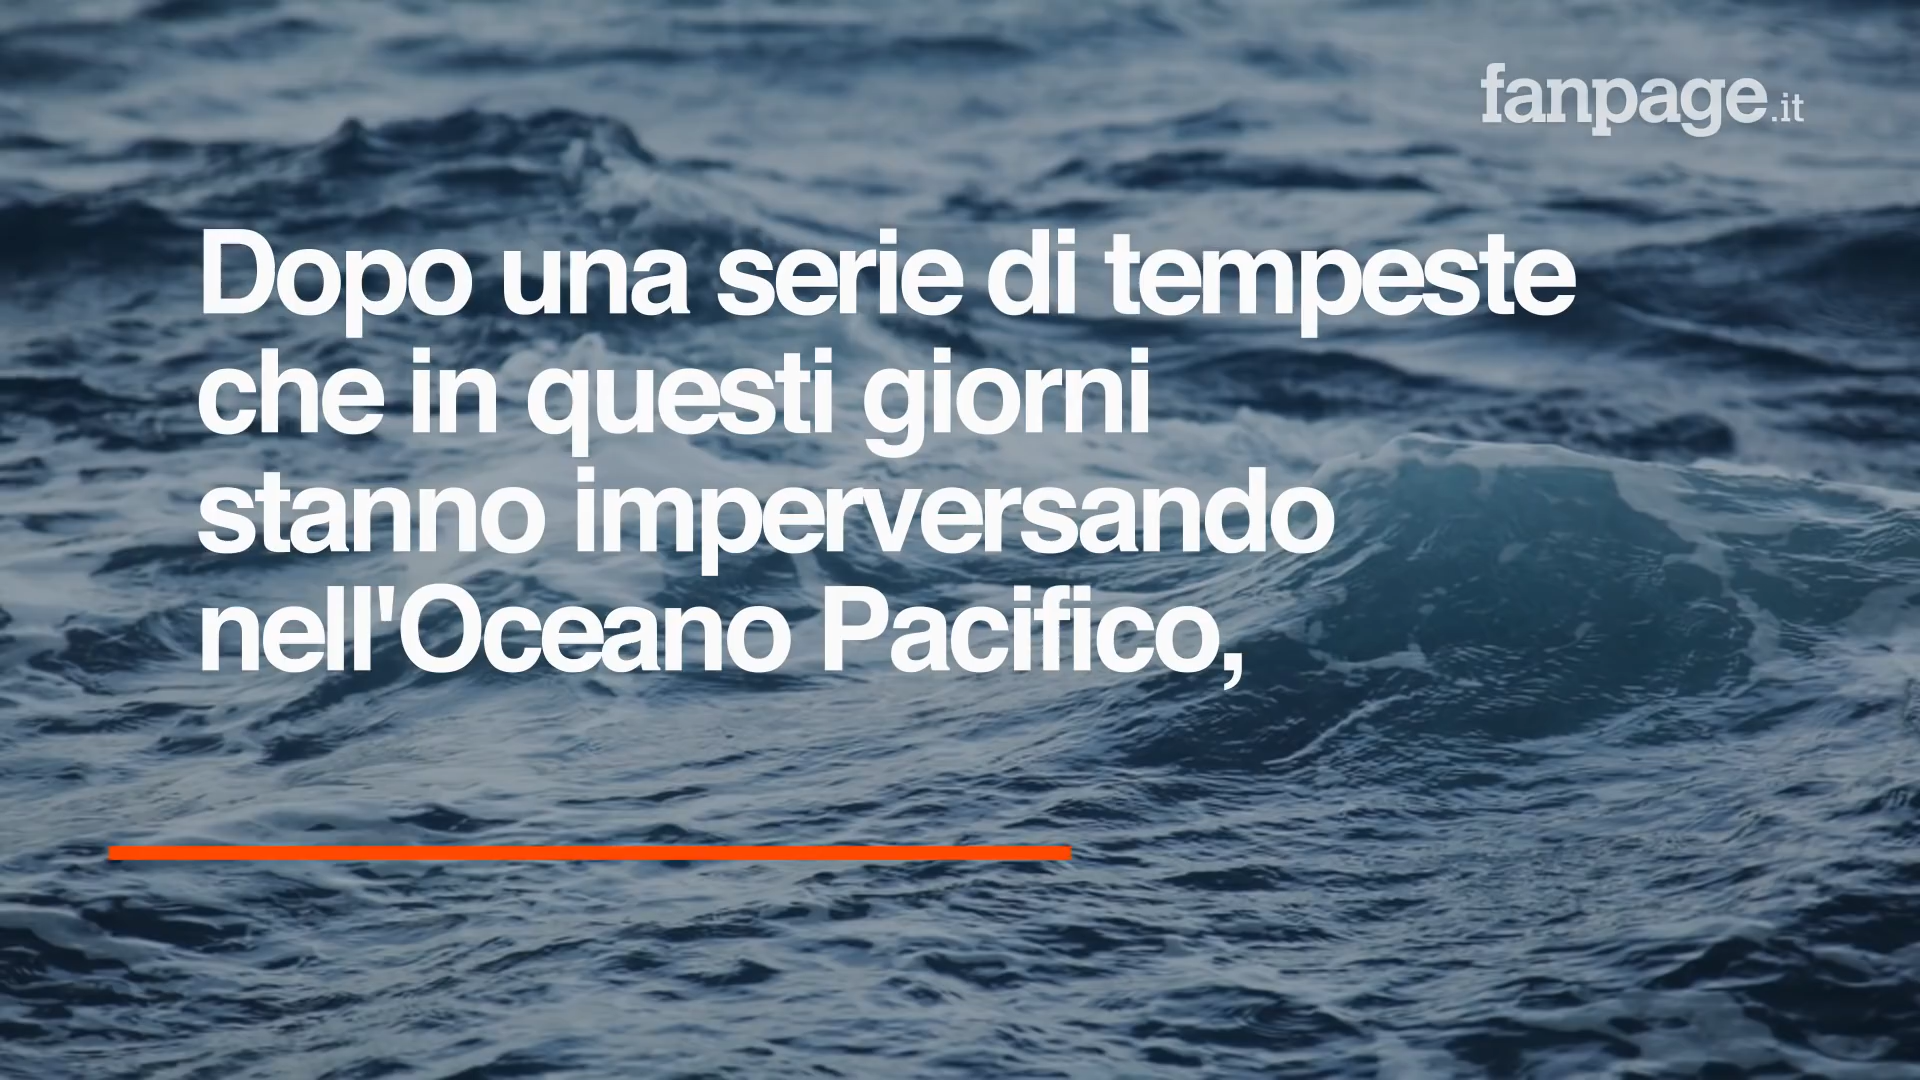 fanpage.it
Dopo una serie di tempeste
che in questi giorni
stanno imperversando
nell'Oceano Pacifico,